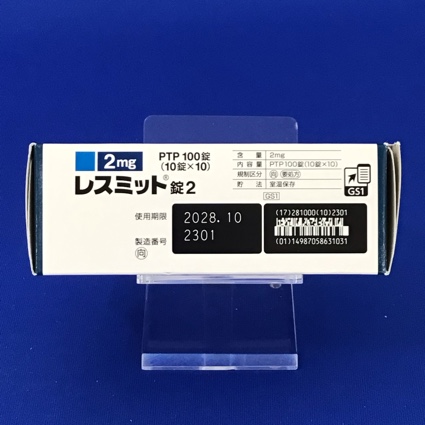 2mg
PTP 100錠
(10錠×10)
レスミット®錠2
含 量 2mg
内 容 量 PTP100錠(10錠×10)
規制区分 向 要処方
貯 法 室温保存
GS1
GS1
使用期限 2028.10
製造番号 2301
向
(17)281000(10)2301
(01)14987058631031